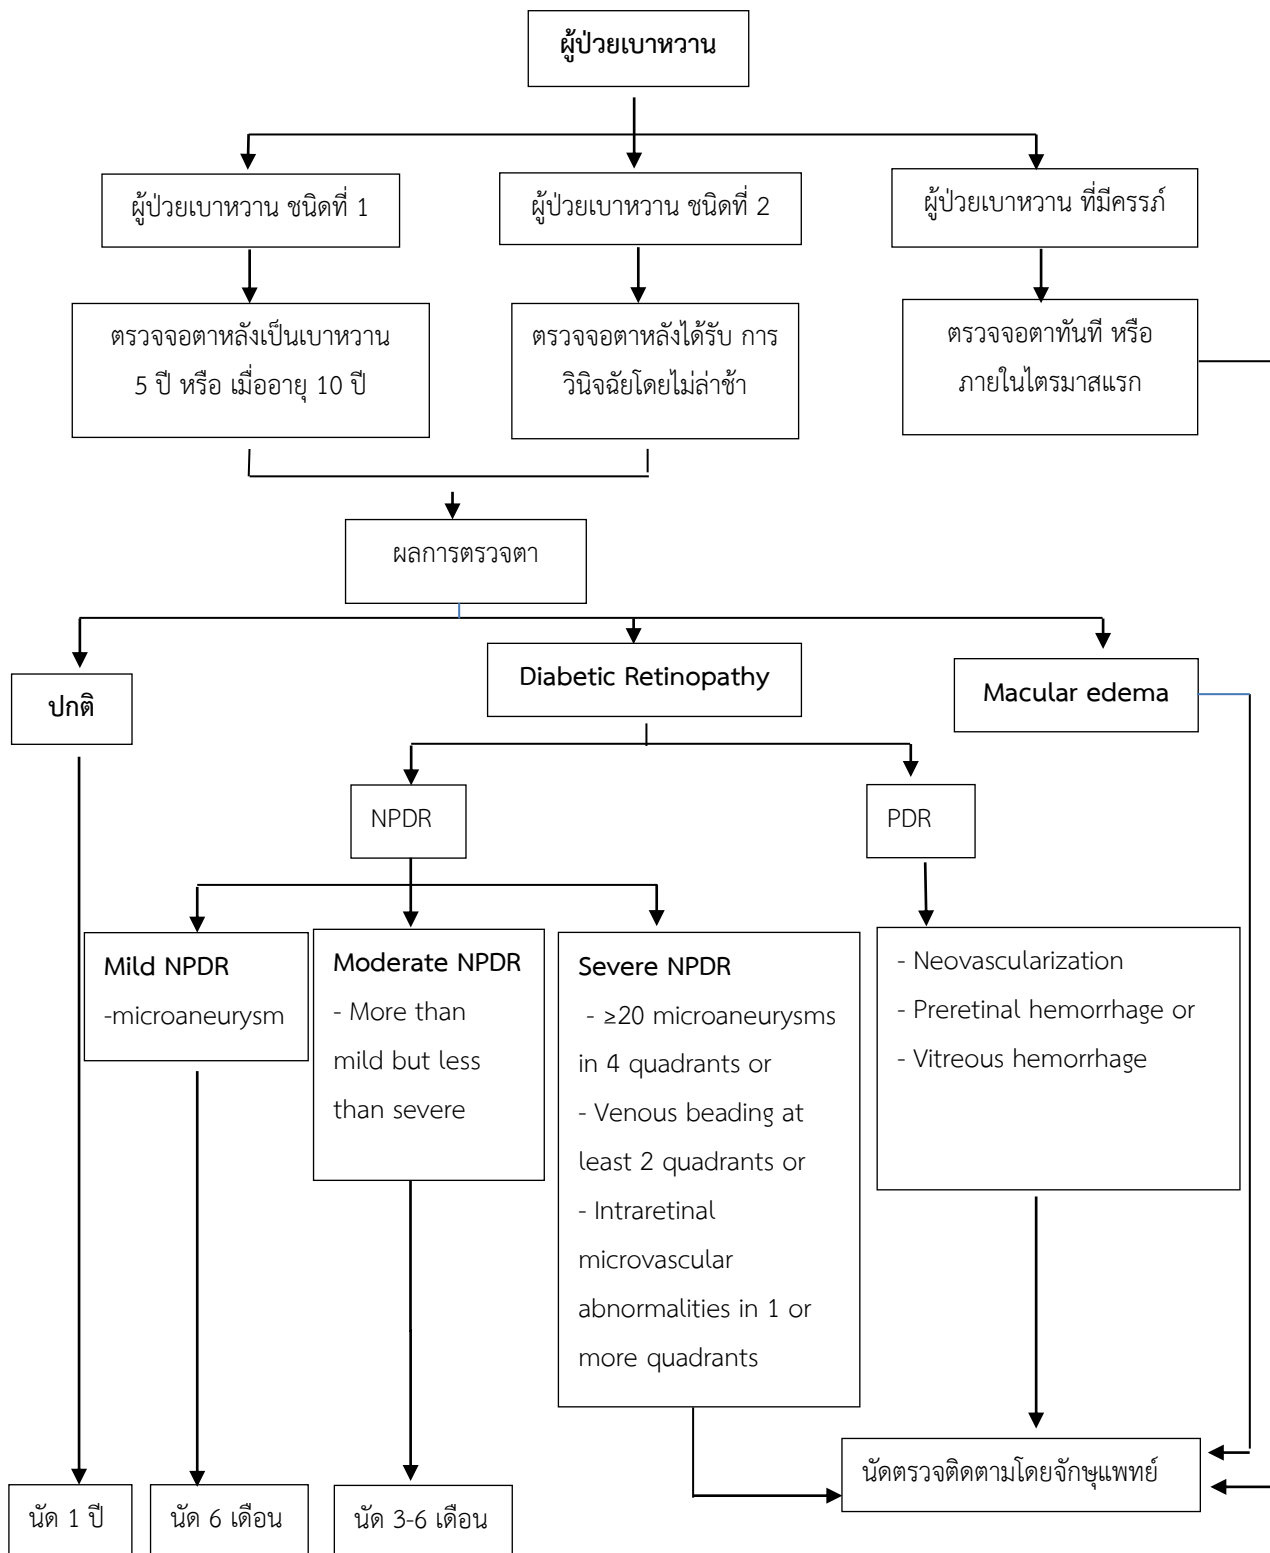 ผู้ป่วยเบาหวาน
ผู้ป่วยเบาหวาน ชนิดที่ 1
ผู้ป่วยเบาหวาน ชนิดที่ 2
ผู้ป่วยเบาหวาน ที่มีครรภ์
ตรวจจอตาหลังเป็นเบาหวาน
5 ปี หรือ เมื่ออายุ 10 ปี
ตรวจจอตาหลังได้รับ การ
วินิจฉัยโดยไม่ล่าช้า
ตรวจจอตาทันที หรือ
ภายในไตรมาสแรก
ผลการตรวจตา
ปกติ
Diabetic Retinopathy
Macular edema
NPDR
PDR
Mild NPDR
-microaneurysm
Moderate NPDR
- More than
mild but less
than severe
Severe NPDR
- ≥20 microaneurysms
in 4 quadrants or
- Venous beading at
least 2 quadrants or
- Intraretinal
microvascular
abnormalities in 1 or
more quadrants
- Neovascularization
- Preretinal hemorrhage or
- Vitreous hemorrhage
นัด 1 ปี
นัด 6 เดือน
นัด 3-6 เดือน
นัดตรวจติดตามโดยจักษุแพทย์